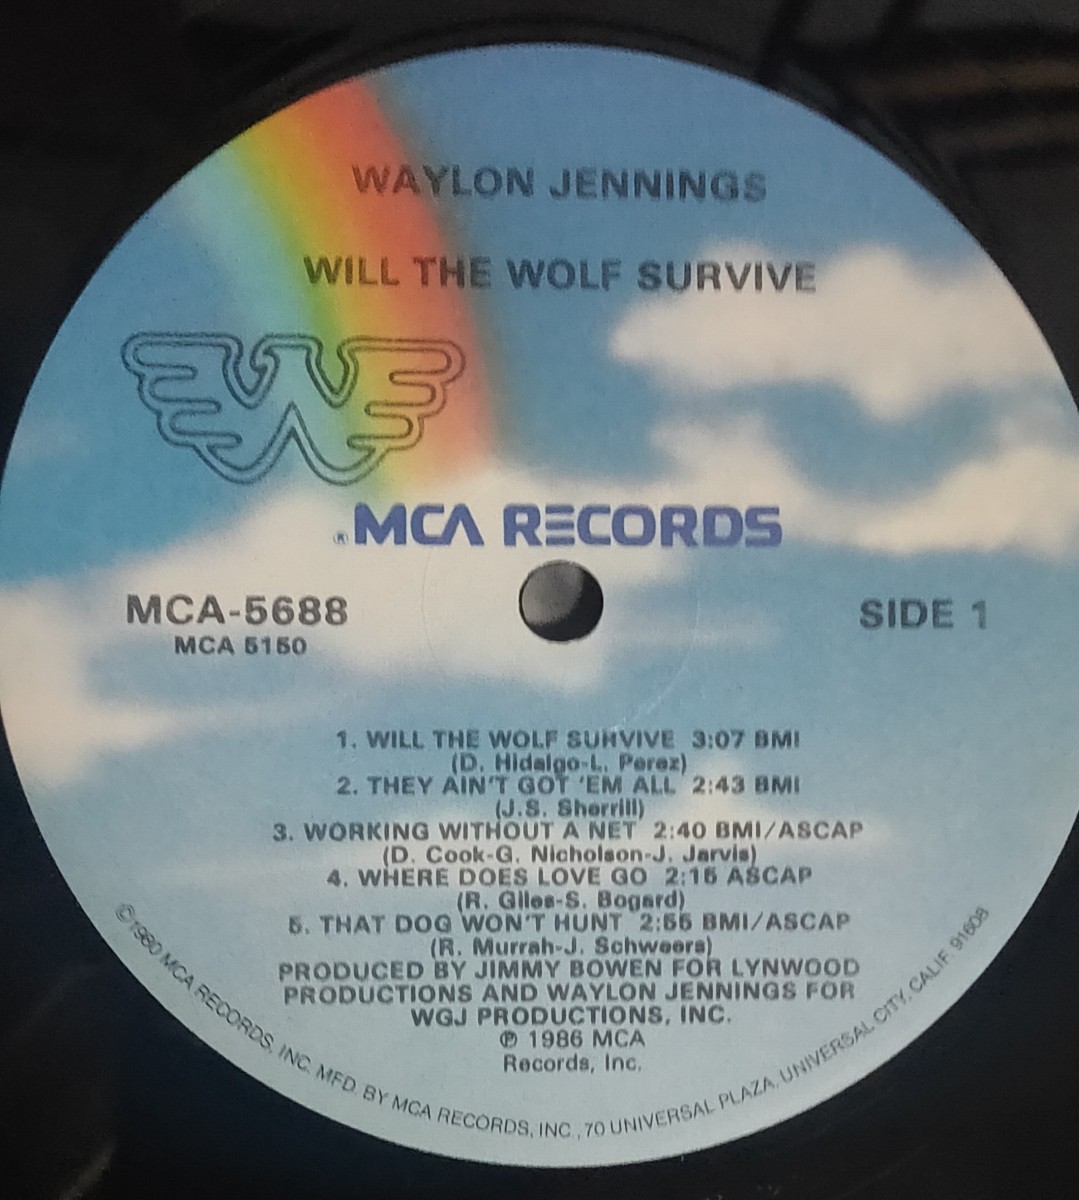 WAYLON JENNINGS
WILL THE WOLF SURVIVE
®MCA RECORDS
MCA-5688
MCA 5150
SIDE 1
1. WILL THE WOLF SURVIVE 3:07 BMI
(D. Hidalgo-L. Perez)
2. THEY AIN'T GOT 'EM ALL 2:43 BMI
(J.S. Sherrill)
3. WORKING WITHOUT A NET 2:40 BMI/ASCAP
(D. Cook-G. Nicholson-J. Jarvis)
4. WHERE DOES LOVE GO 2:15 ASCAP
(R. Giles-S. Bogard)
5. THAT DOG WON'T HUNT 2:55 BMI/ASCAP
(R. Murrah-J. Schweers)
PRODUCED BY JIMMY BOWEN FOR LYNWOOD
PRODUCTIONS AND WAYLON JENNINGS FOR
WGJ PRODUCTIONS, INC.
℗ 1986 MCA
Records, Inc.
©1980 MCA RECORDS, INC. MFD. BY MCA RECORDS, INC., 70 UNIVERSAL PLAZA, UNIVERSAL CITY, CALIF. 91608